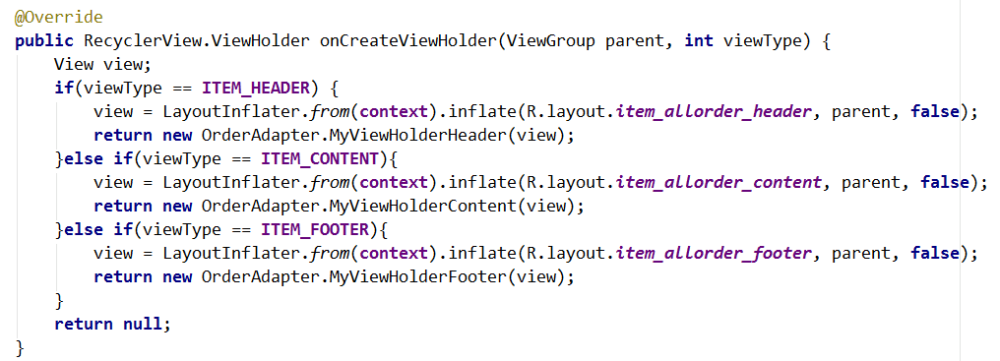 @Override
public RecyclerView.ViewHolder onCreateViewHolder(ViewGroup parent, int viewType) {
    View view;
    if(viewType == ITEM_HEADER) {
        view = LayoutInflater.from(context).inflate(R.layout.item_allorder_header, parent, false);
        return new OrderAdapter.MyViewHolderHeader(view);
    }else if(viewType == ITEM_CONTENT){
        view = LayoutInflater.from(context).inflate(R.layout.item_allorder_content, parent, false);
        return new OrderAdapter.MyViewHolderContent(view);
    }else if(viewType == ITEM_FOOTER){
        view = LayoutInflater.from(context).inflate(R.layout.item_allorder_footer, parent, false);
        return new OrderAdapter.MyViewHolderFooter(view);
    }
    return null;
}